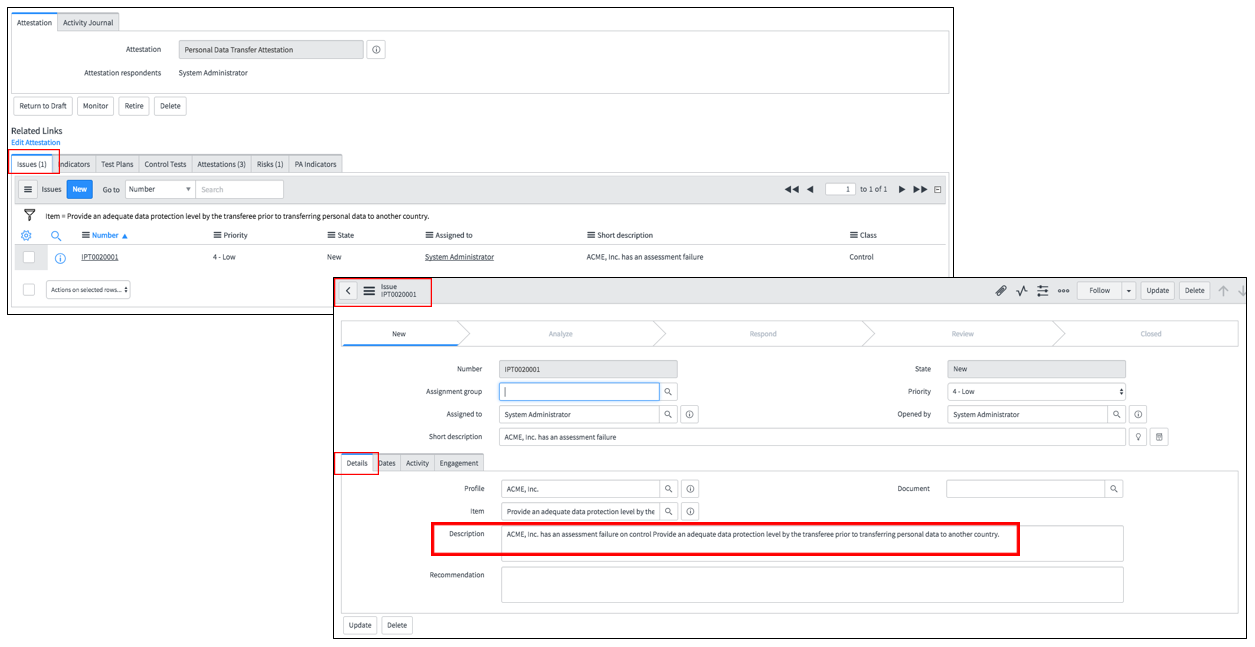 Attestation Activity Journal
Attestation Personal Data Transfer Attestation
Attestation respondents System Administrator
Return to Draft Monitor Retire Delete
Related Links
Edit Attestation
Issues (1) Indicators Test Plans Control Tests Attestations (3) Risks (1) PA Indicators
Issues New Go to Number Search 1 to 1 of 1
Item = Provide an adequate data protection level by the transferee prior to transferring personal data to another country.
Number Priority State Assigned to Short description Class
IPT0020001 4 - Low New System Administrator ACME, Inc. has an assessment failure Control
Actions on selected rows...
Issue
IPT0020001
Follow Update Delete
New Analyze Respond Review Closed
Number IPT0020001 State New
Assignment group Priority 4 - Low
Assigned to System Administrator Opened by System Administrator
Short description ACME, Inc. has an assessment failure
Details Dates Activity Engagement
Profile ACME, Inc. Document
Item Provide an adequate data protection level by the
Description ACME, Inc. has an assessment failure on control Provide an adequate data protection level by the transferee prior to transferring personal data to another country.
Recommendation
Update Delete